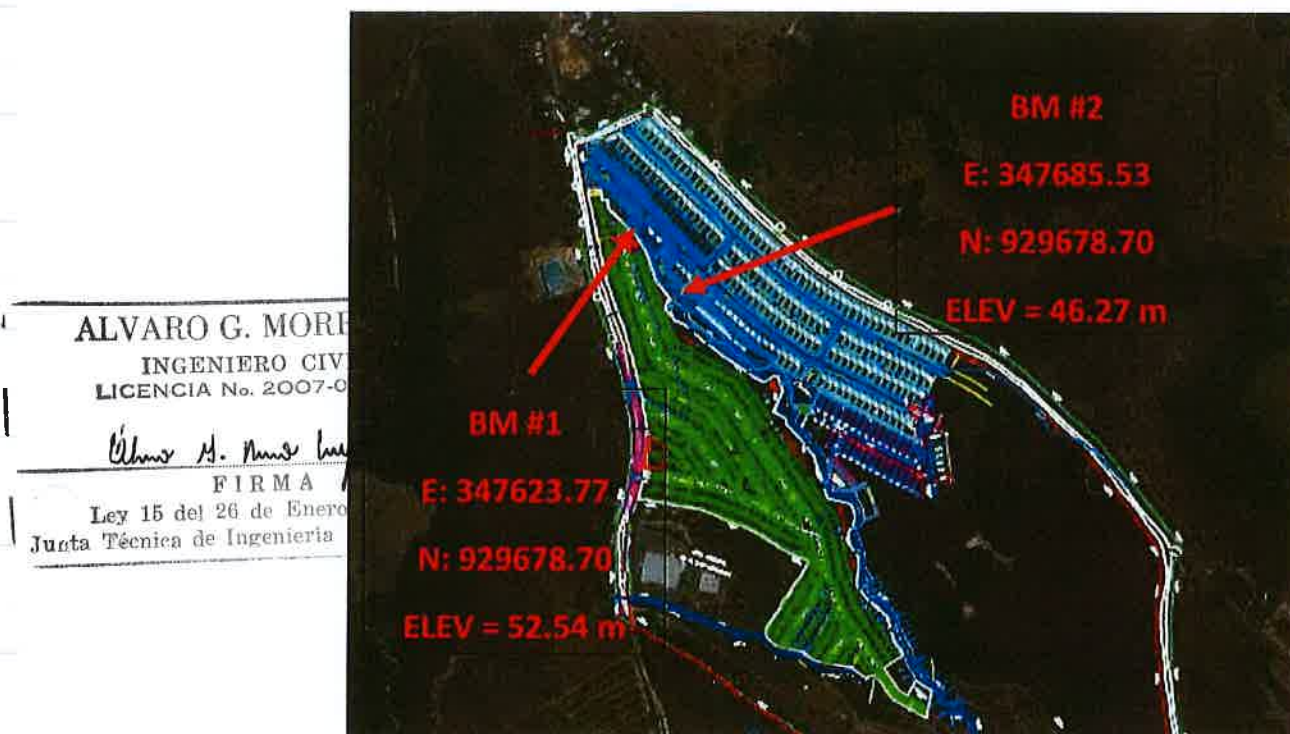 BM #2
E: 347685.53
N: 929678.70
ELEV = 46.27 m
ALVARO G. MORE
INGENIERO CIVI
LICENCIA No. 2007-0
FIRMA
Ley 15 del 26 de Enero
Junta Técnica de Ingenieria
BM #1
E: 347623.77
N: 929678.70
ELEV = 52.54 m